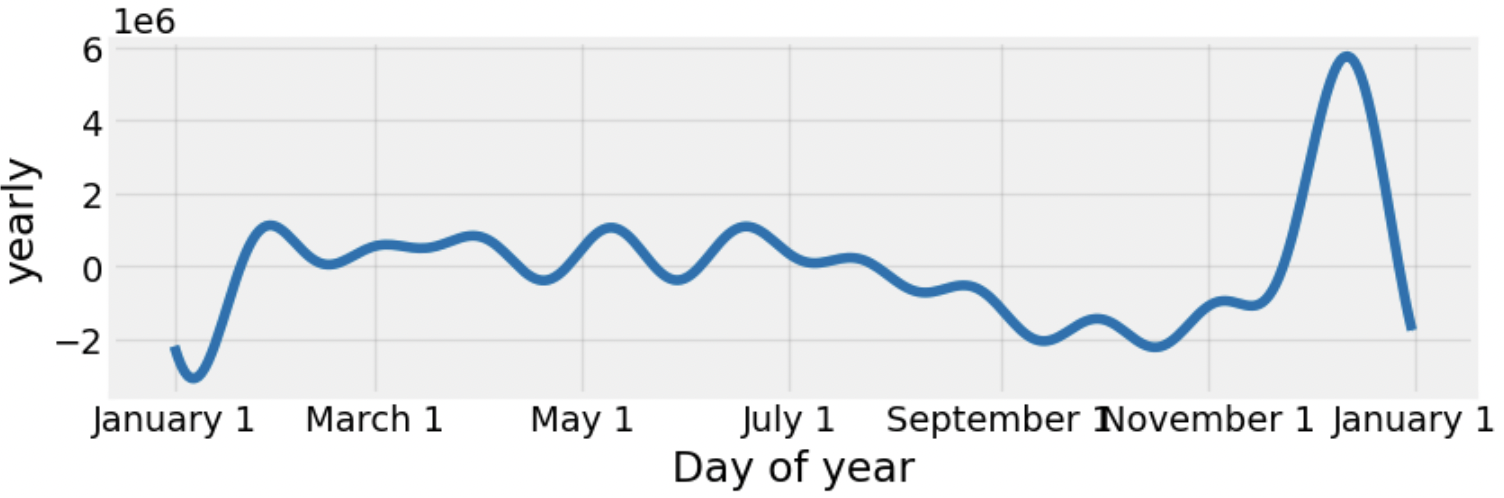 1e6
6
4
2
0
−2
yearly
January 1 March 1 May 1 July 1 September 1 November 1 January 1
Day of year